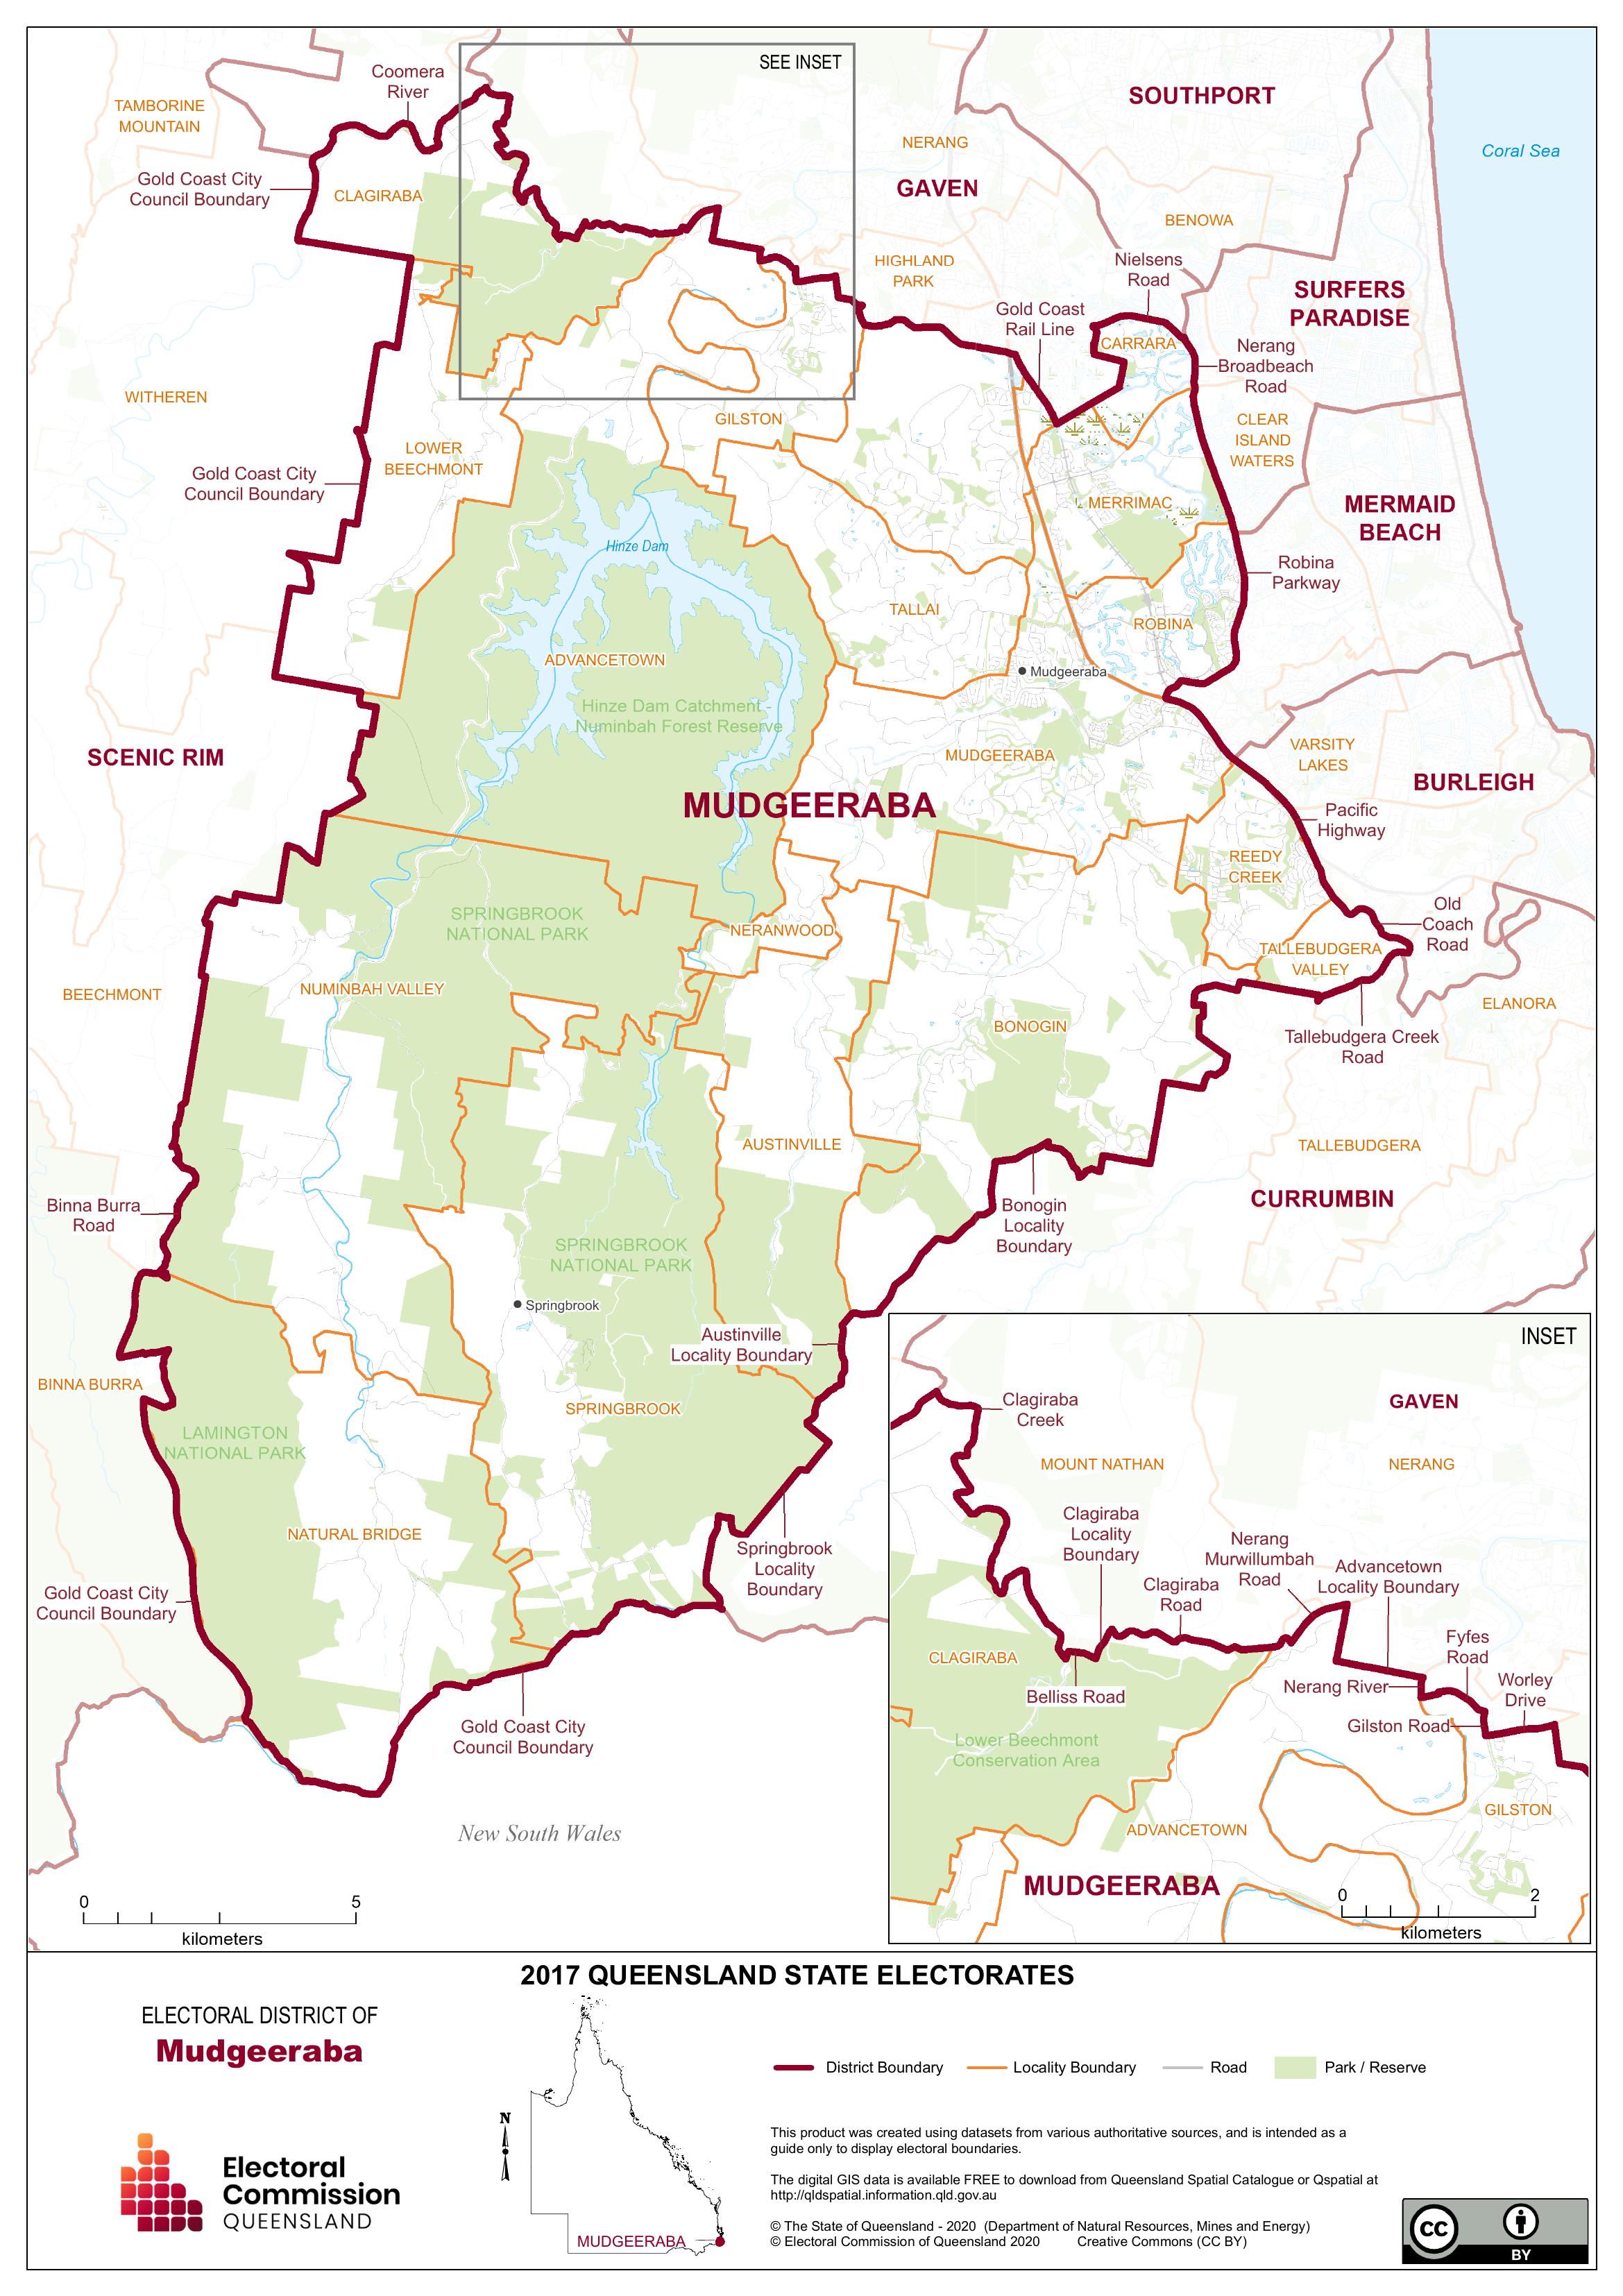 SEE INSET
Coomera
River
TAMBORINE
MOUNTAIN
SOUTHPORT
NERANG
Coral Sea
Gold Coast City
Council Boundary
CLAGIRABA
GAVEN
BENOWA
HIGHLAND
PARK
Nielsens
Road
SURFERS
PARADISE
Gold Coast
Rail Line
CARRARA
Nerang
Broadbeach
Road
WITHEREN
GILSTON
CLEAR
ISLAND
WATERS
LOWER
BEECHMONT
Gold Coast City
Council Boundary
MERRIMAC
MERMAID
BEACH
Hinze Dam
Robina
Parkway
TALLAI
ROBINA
ADVANCETOWN
Mudgeeraba
Hinze Dam Catchment -
Numinbah Forest Reserve
SCENIC RIM
MUDGEERABA
VARSITY
LAKES
BURLEIGH
MUDGEERABA
Pacific
Highway
REEDY
CREEK
SPRINGBROOK
NATIONAL PARK
NERANWOOD
Old
Coach
Road
TALLEBUDGERA
VALLEY
NUMINBAH VALLEY
BEECHMONT
ELANORA
BONOGIN
Tallebudgera Creek
Road
AUSTINVILLE
TALLEBUDGERA
CURRUMBIN
Binna Burra
Road
Bonogin
Locality
Boundary
SPRINGBROOK
NATIONAL PARK
Springbrook
Austinville
Locality Boundary
BINNA BURRA
SPRINGBROOK
LAMINGTON
NATIONAL PARK
NATURAL BRIDGE
Springbrook
Locality
Boundary
Gold Coast City
Council Boundary
Gold Coast City
Council Boundary
New South Wales
0 5
kilometers
INSET
Clagiraba
Creek
GAVEN
MOUNT NATHAN
NERANG
Clagiraba
Locality
Boundary
Nerang
Murwillumbah
Road
Advancetown
Locality Boundary
Clagiraba
Road
Fyfes
Road
CLAGIRABA
Belliss Road
Nerang River
Worley
Drive
Gilston Road
Lower Beechmont
Conservation Area
GILSTON
ADVANCETOWN
MUDGEERABA
0 2
kilometers
2017 QUEENSLAND STATE ELECTORATES
ELECTORAL DISTRICT OF
Mudgeeraba
District Boundary
Locality Boundary
Road
Park / Reserve
N
MUDGEERABA
Electoral
Commission
QUEENSLAND
This product was created using datasets from various authoritative sources, and is intended as a
guide only to display electoral boundaries.
The digital GIS data is available FREE to download from Queensland Spatial Catalogue or Qspatial at
http://qldspatial.information.qld.gov.au
© The State of Queensland - 2020 (Department of Natural Resources, Mines and Energy)
© Electoral Commission of Queensland 2020 Creative Commons (CC BY)
CC
BY